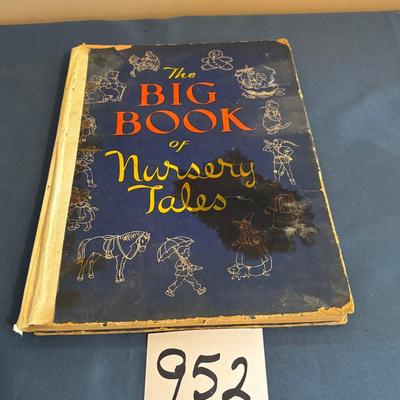 The
BIG
BOOK
of
Nursery
Tales
952